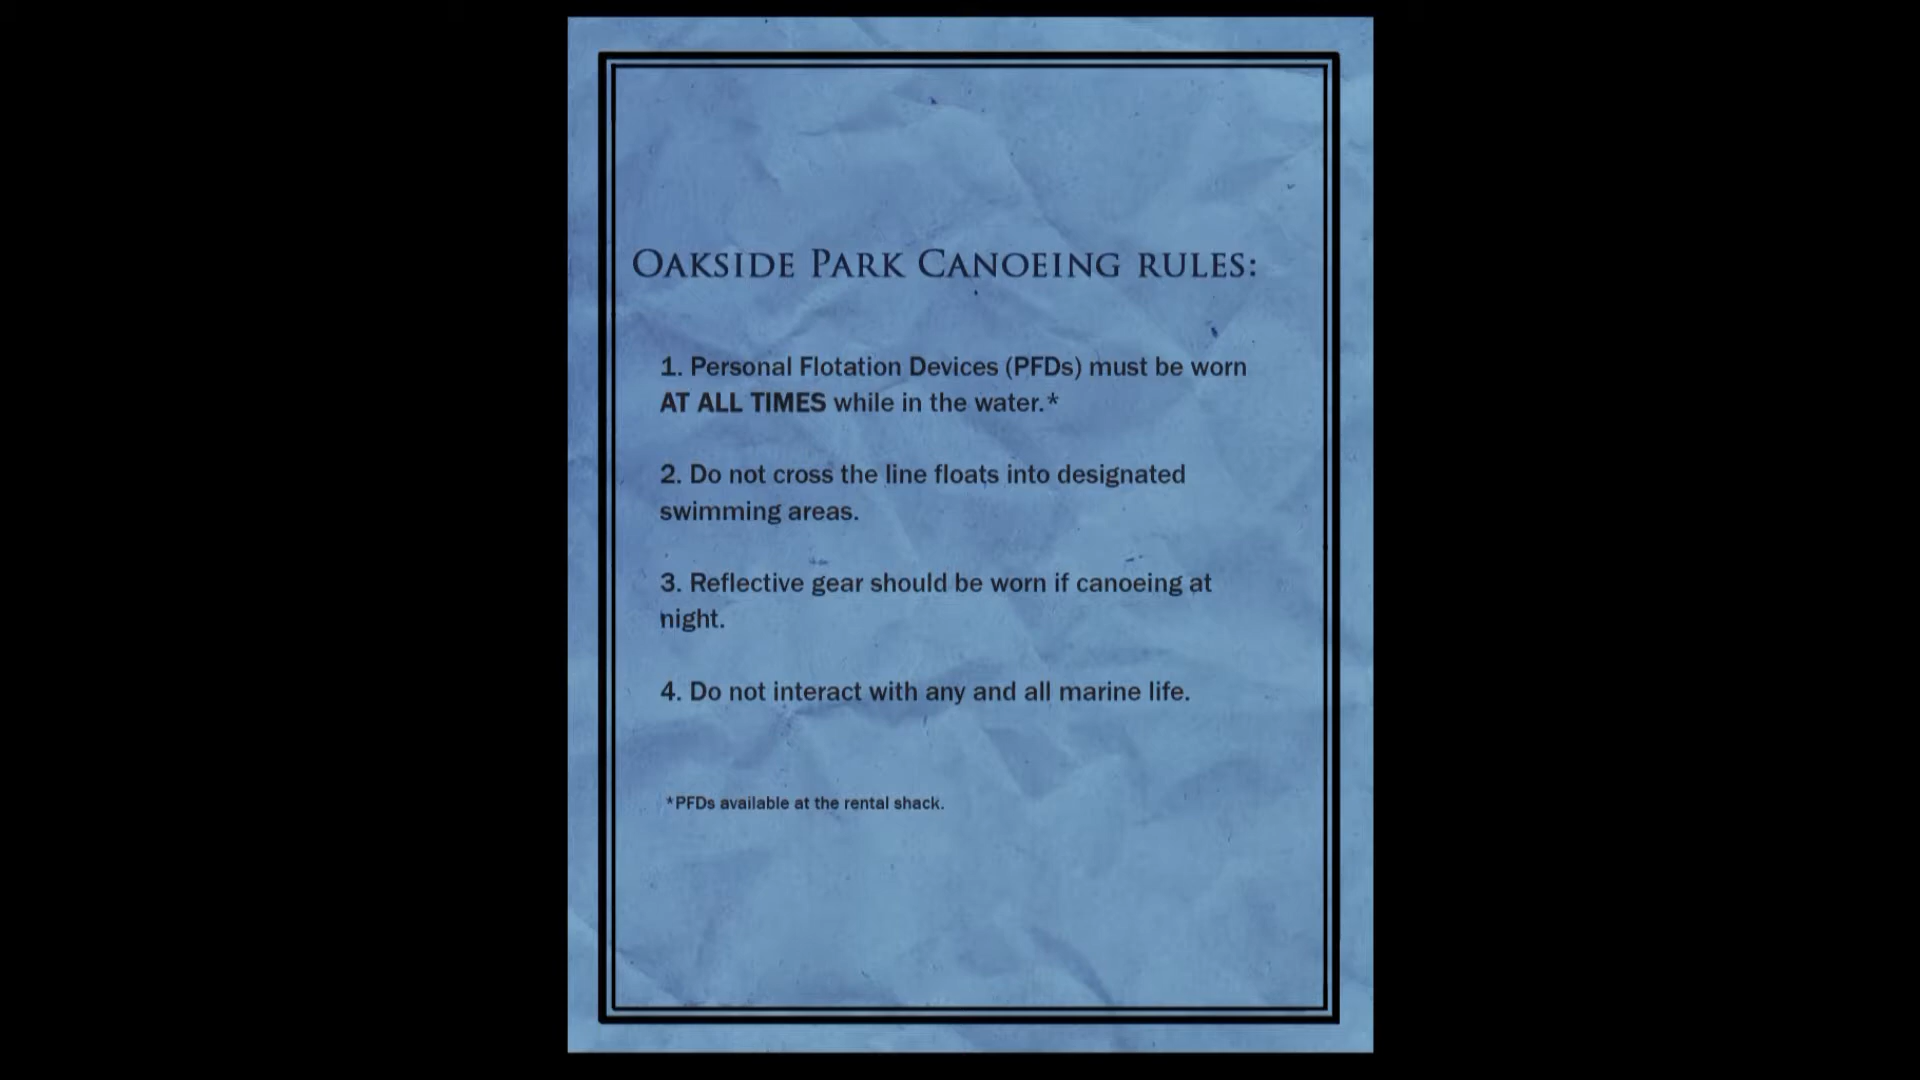 OAKSIDE PARK CANOEING RULES:
1. Personal Flotation Devices (PFDs) must be worn
AT ALL TIMES while in the water.*
2. Do not cross the line floats into designated
swimming areas.
3. Reflective gear should be worn if canoeing at
night.
4. Do not interact with any and all marine life.
*PFDs available at the rental shack.